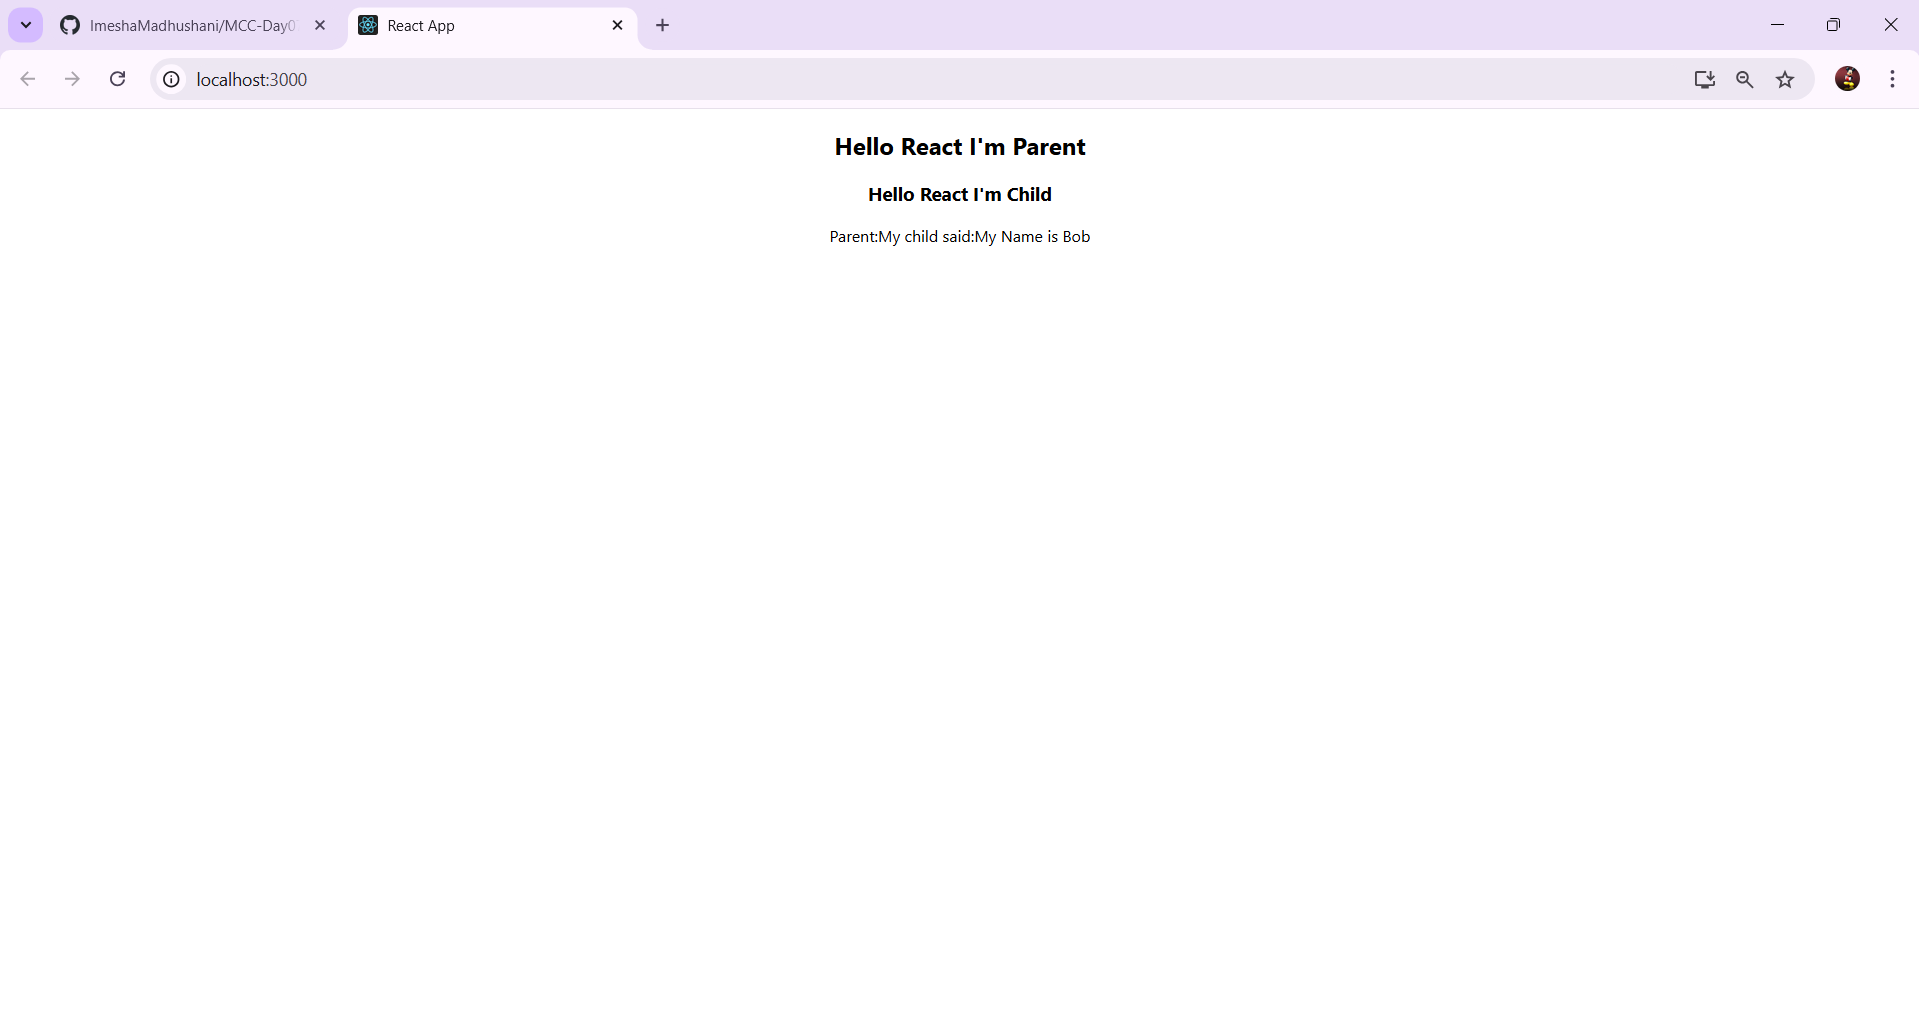 ImeshaMadhushani/MCC-Day0
React App
localhost:3000
Hello React I'm Parent
Hello React I'm Child
Parent:My child said:My Name is Bob